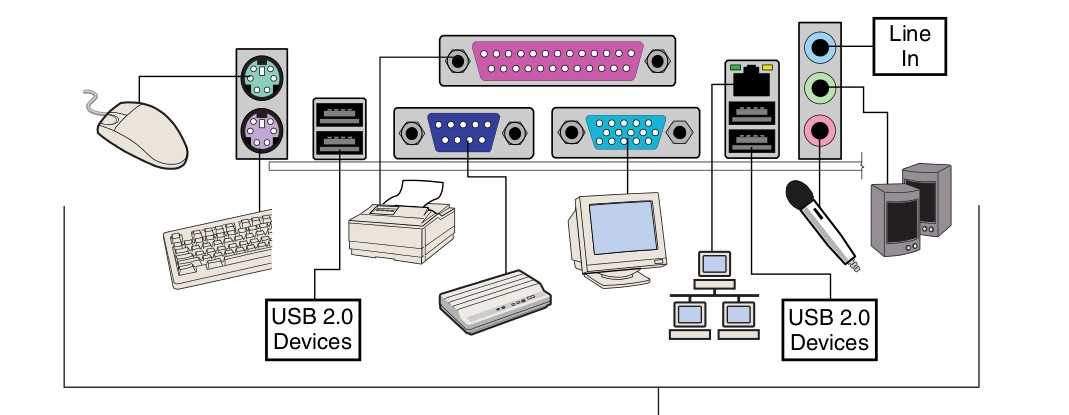 Line
In
USB 2.0
Devices
USB 2.0
Devices